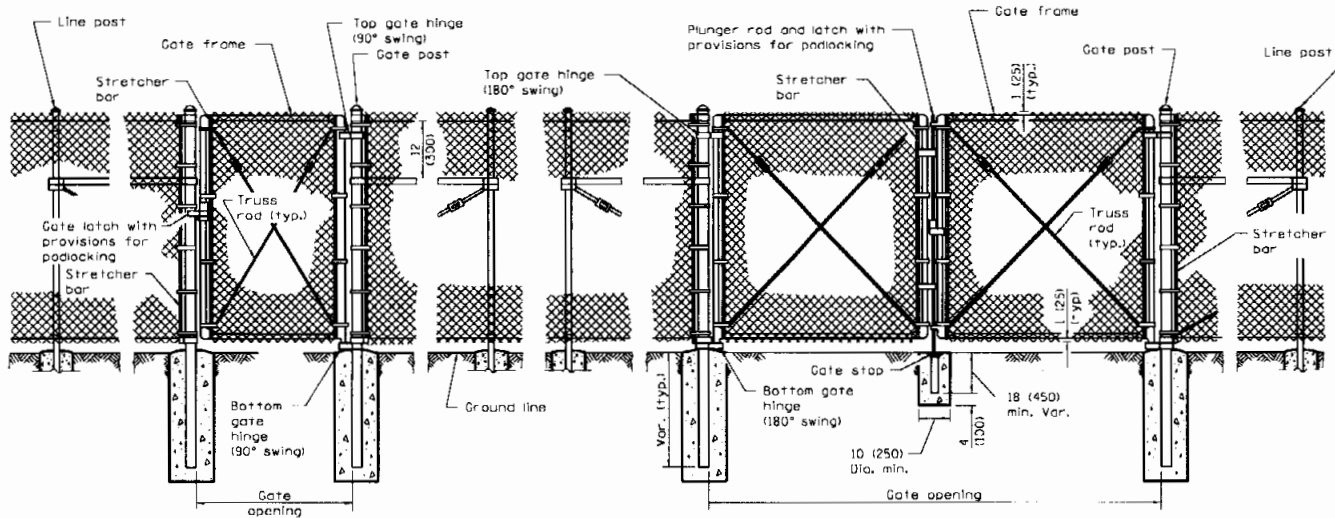 Line post
Gate frame
Top gate hinge
(90° swing)
Gate post
Stretcher
bar
Top gate hinge
(180° swing)
Plunger rod and latch with
provisions for padlocking
Stretcher
bar
Gate frame
1 (25)
(typ.)
Gate post
Line post
12
(300)
Truss
rod (typ.)
Gate latch with
provisions for
padlocking
Stretcher
bar
Truss
rod
(typ.)
Stretcher
bar
1 (25)
(typ)
Bottom
gate
hinge
(90° swing)
Ground line
Var. (typ.)
Bottom gate
hinge
(180° swing)
Gate stop
18 (450)
min. Var.
4
(100)
10 (250)
Dia. min.
Gate
opening
Gate opening